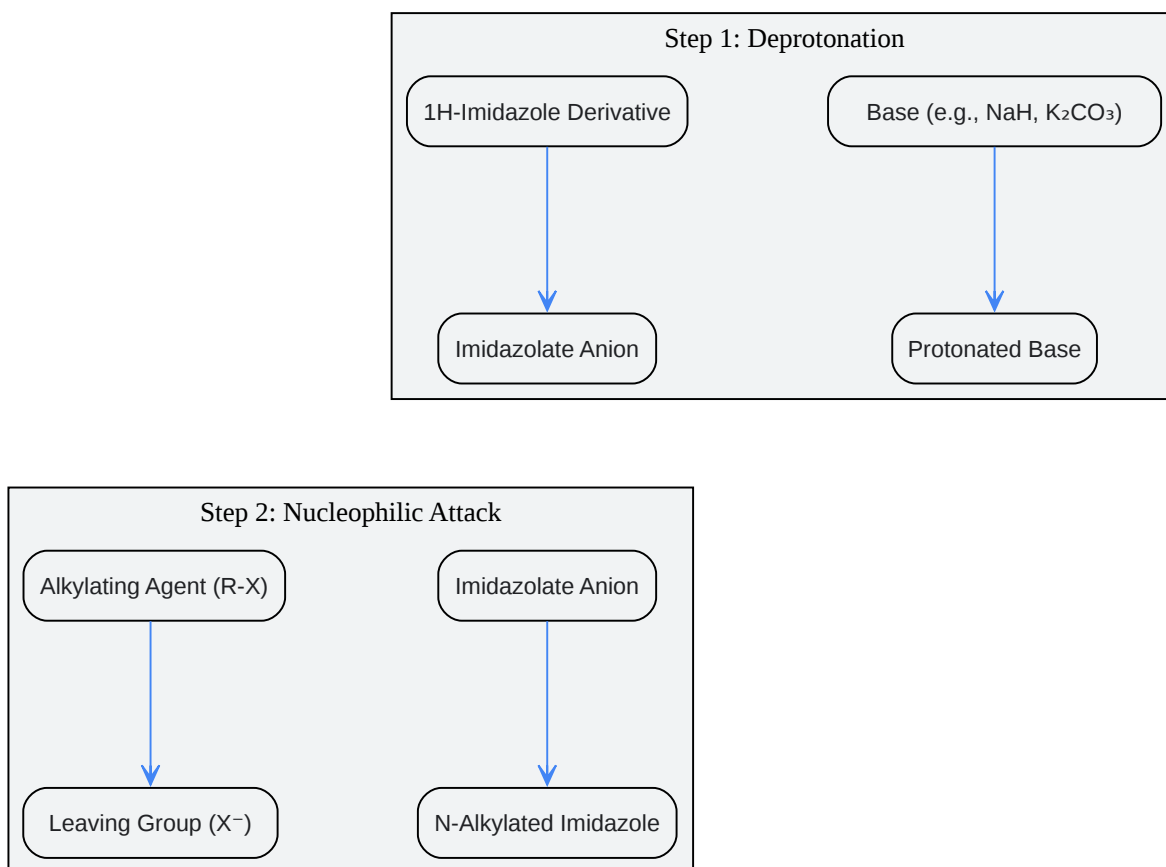 Step 1: Deprotonation
1H-Imidazole Derivative
Base (e.g., NaH, K₂CO₃)
Imidazolate Anion
Protonated Base
Step 2: Nucleophilic Attack
Alkylating Agent (R-X)
Imidazolate Anion
Leaving Group (X⁻)
N-Alkylated Imidazole